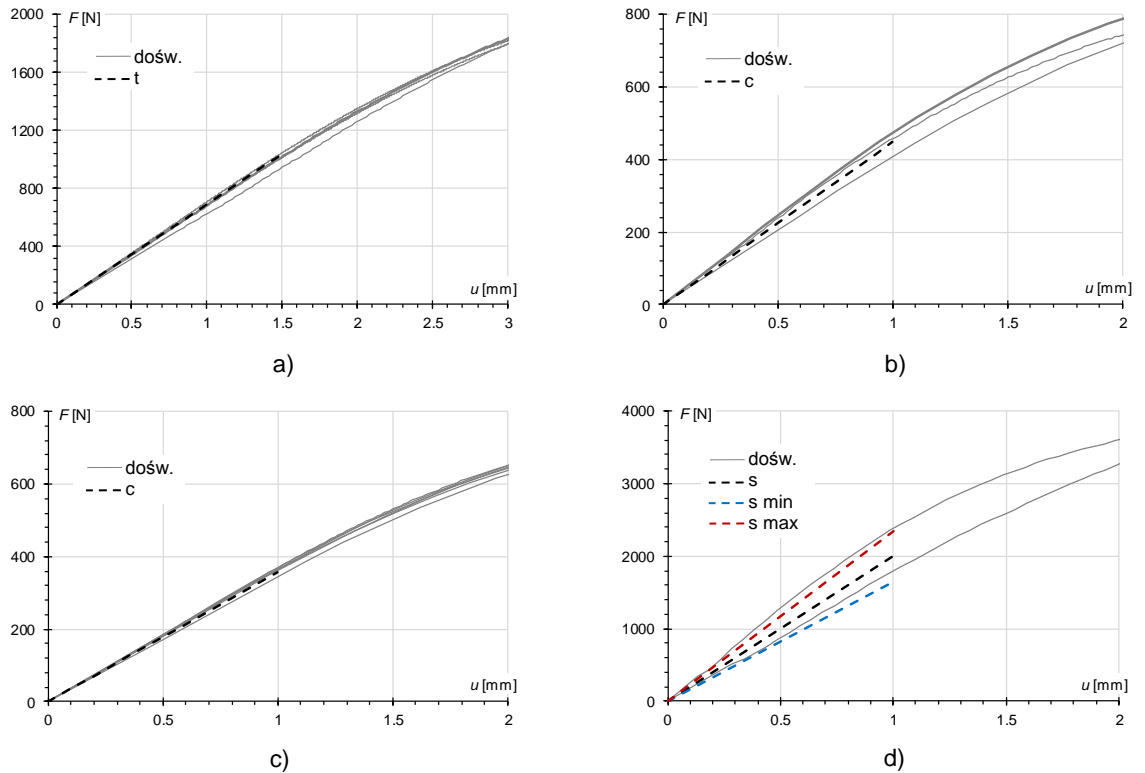 F [N]
2000
1600
1200
800
400
0
dośw.
t
u [mm]
0 0.5 1 1.5 2 2.5 3
a)
F [N]
800
600
400
200
0
dośw.
c
u [mm]
0 0.5 1 1.5 2
b)
F [N]
800
600
400
200
0
dośw.
c
u [mm]
0 0.5 1 1.5 2
c)
F [N]
4000
3000
2000
1000
0
dośw.
s
s min
s max
u [mm]
0 0.5 1 1.5 2
d)